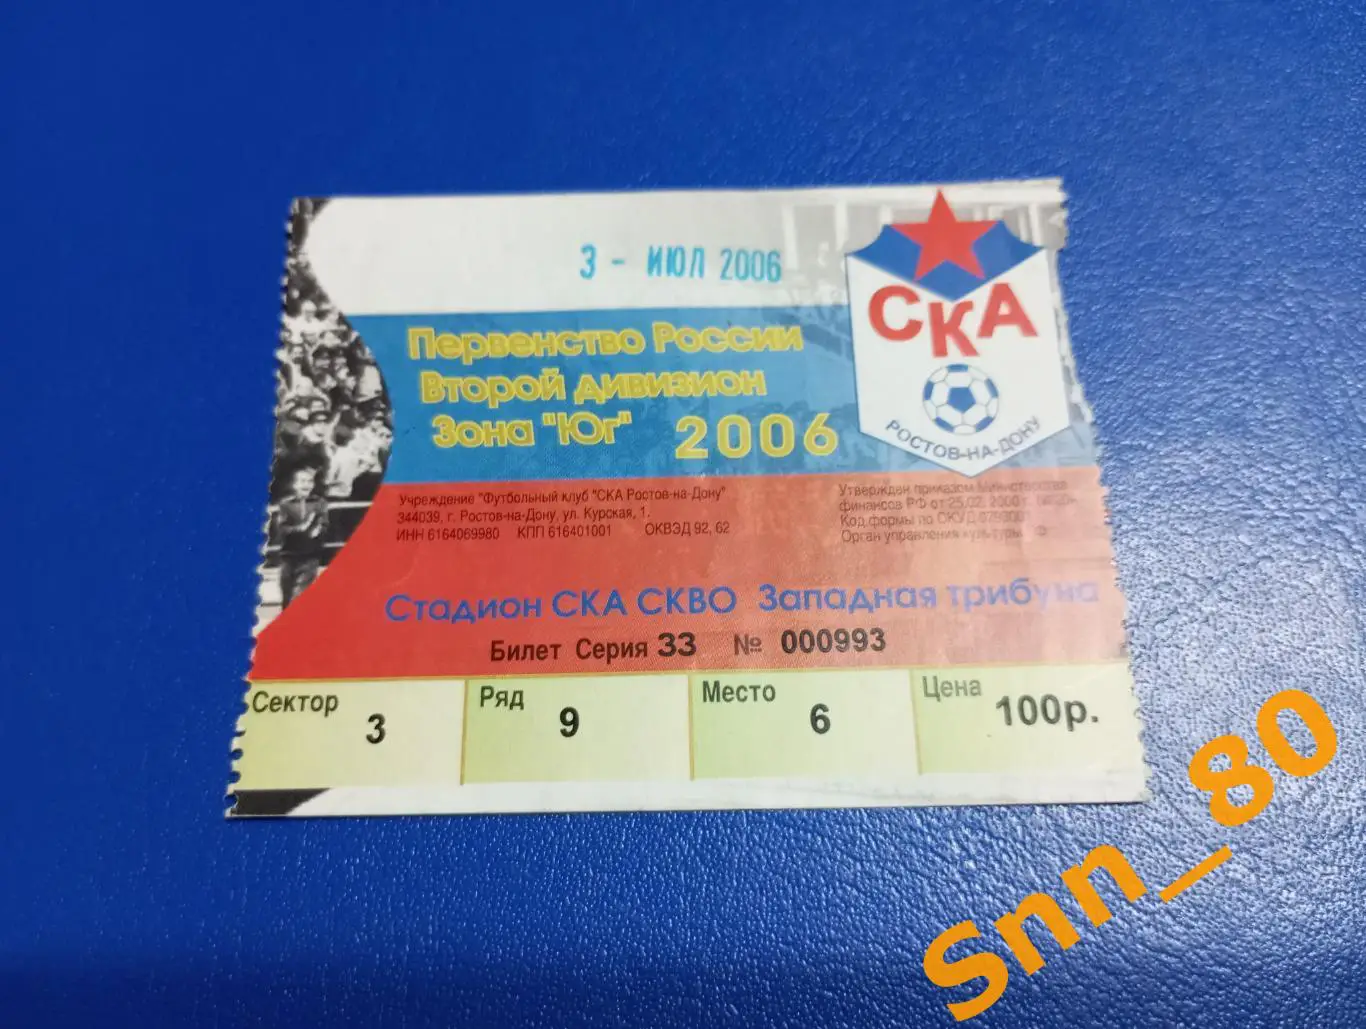 3 - ИЮЛ 2006
СКА
РОСТОВ-НА-ДОНУ
Первенство России
Второй дивизион
Зона "Юг" 2006
Учреждение "Футбольный клуб "СКА Ростов-на-Дону"
344039, г. Ростов-на-Дону, ул. Курская, 1.
ИНН 6164069980 КПП 616401001 ОКВЭД 92, 62
Утвержден приказом Министерства
финансов РФ от 25.02. 2000 г.
Код формы по ОКУД
Орган управления культуры
Стадион СКА СКВО Западная трибуна
Билет Серия 33 № 000993
Сектор 3 Ряд 9 Место 6 Цена 100р.
Snn__80